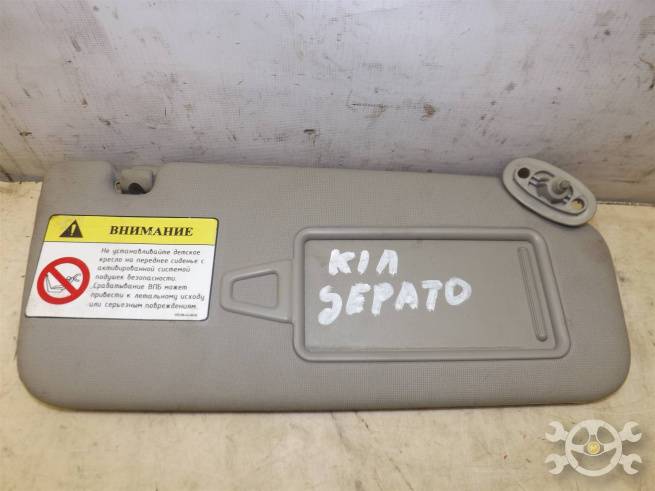 ВНИМАНИЕ
Не устанавливайте детское
кресло на переднее сиденье с
активированной системой
подушек безопасности.
Срабатывание ВПБ может
привести к летальному исходу
или серьезным повреждениям.
KIA
SEPATO